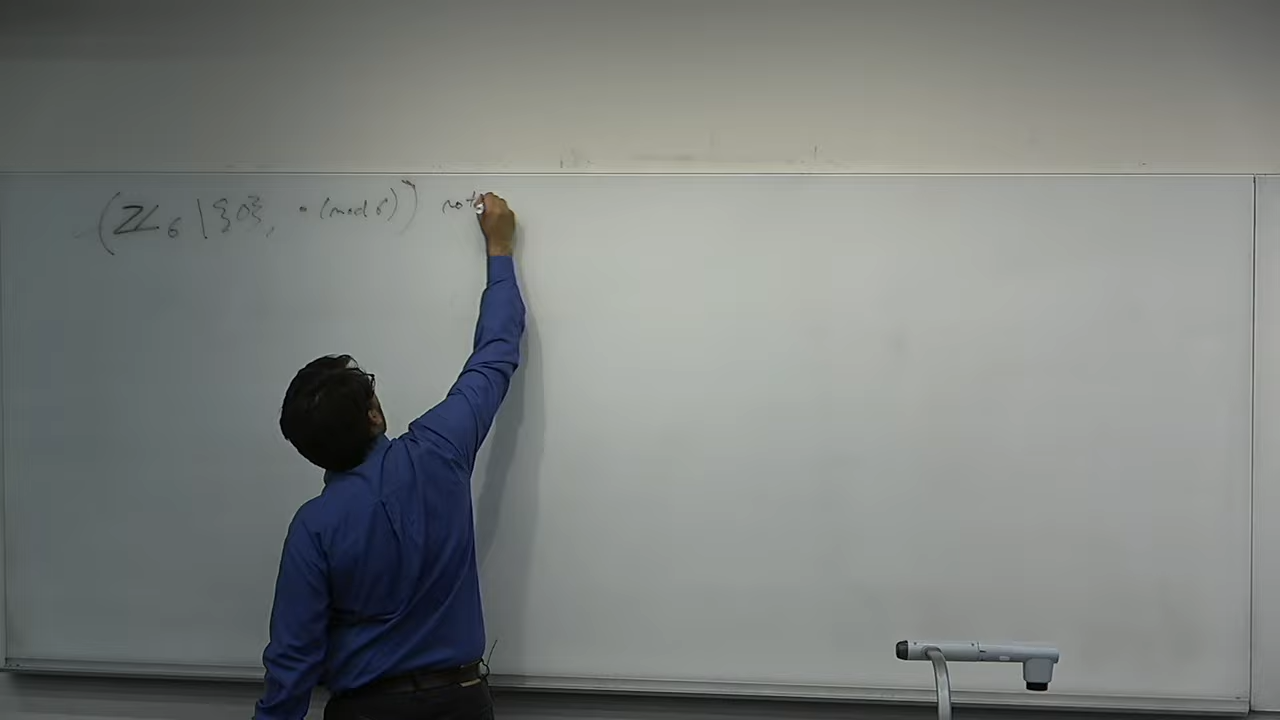 (ℤ₆ \ {0}, • (mod 6)) not